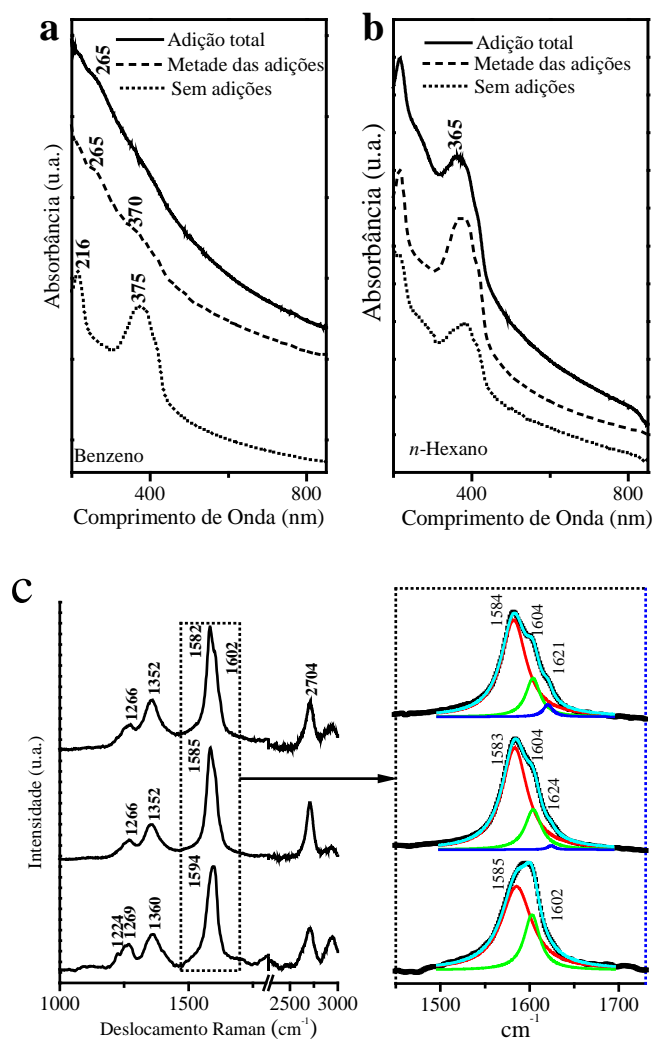 a
Adição total
Metade das adições
Sem adições
265
265
370
216
375
Benzeno
Absorbância (u.a.)
400
800
Comprimento de Onda (nm)
b
Adição total
Metade das adições
Sem adições
365
n-Hexano
Absorbância (u.a.)
400
800
Comprimento de Onda (nm)
c
1266
1352
1582
1602
2704
1266
1352
1585
1224
1269
1360
1594
Intensidade (u.a.)
1000
1500
2500
3000
Deslocamento Raman (cm-1)
1584
1604
1621
1583
1604
1624
1585
1602
1500
1600
1700
cm-1